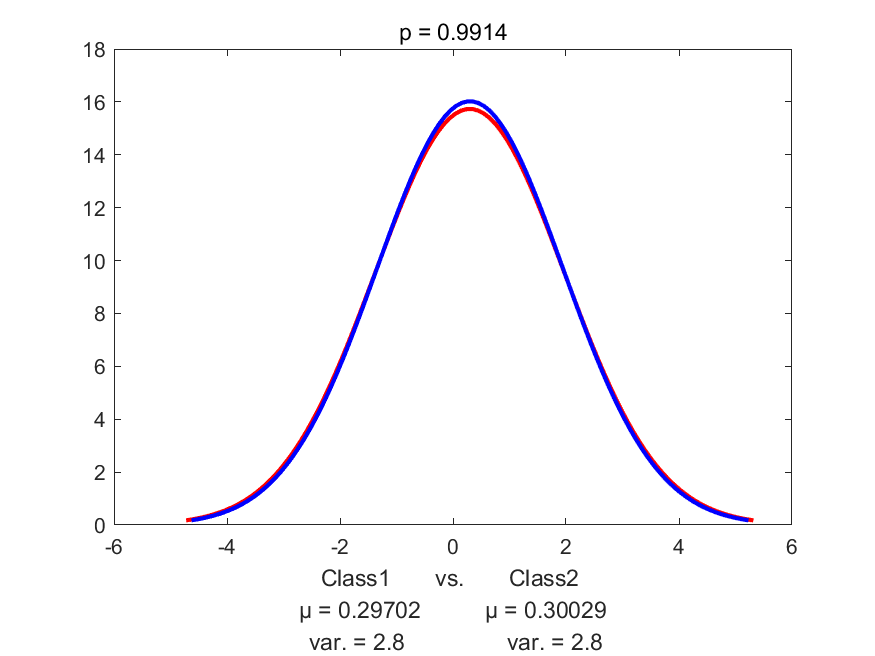 p = 0.9914
18
16
14
12
10
8
6
4
2
0
-6 -4 -2 0 2 4 6
Class1 vs. Class2
μ = 0.29702 μ = 0.30029
var. = 2.8 var. = 2.8